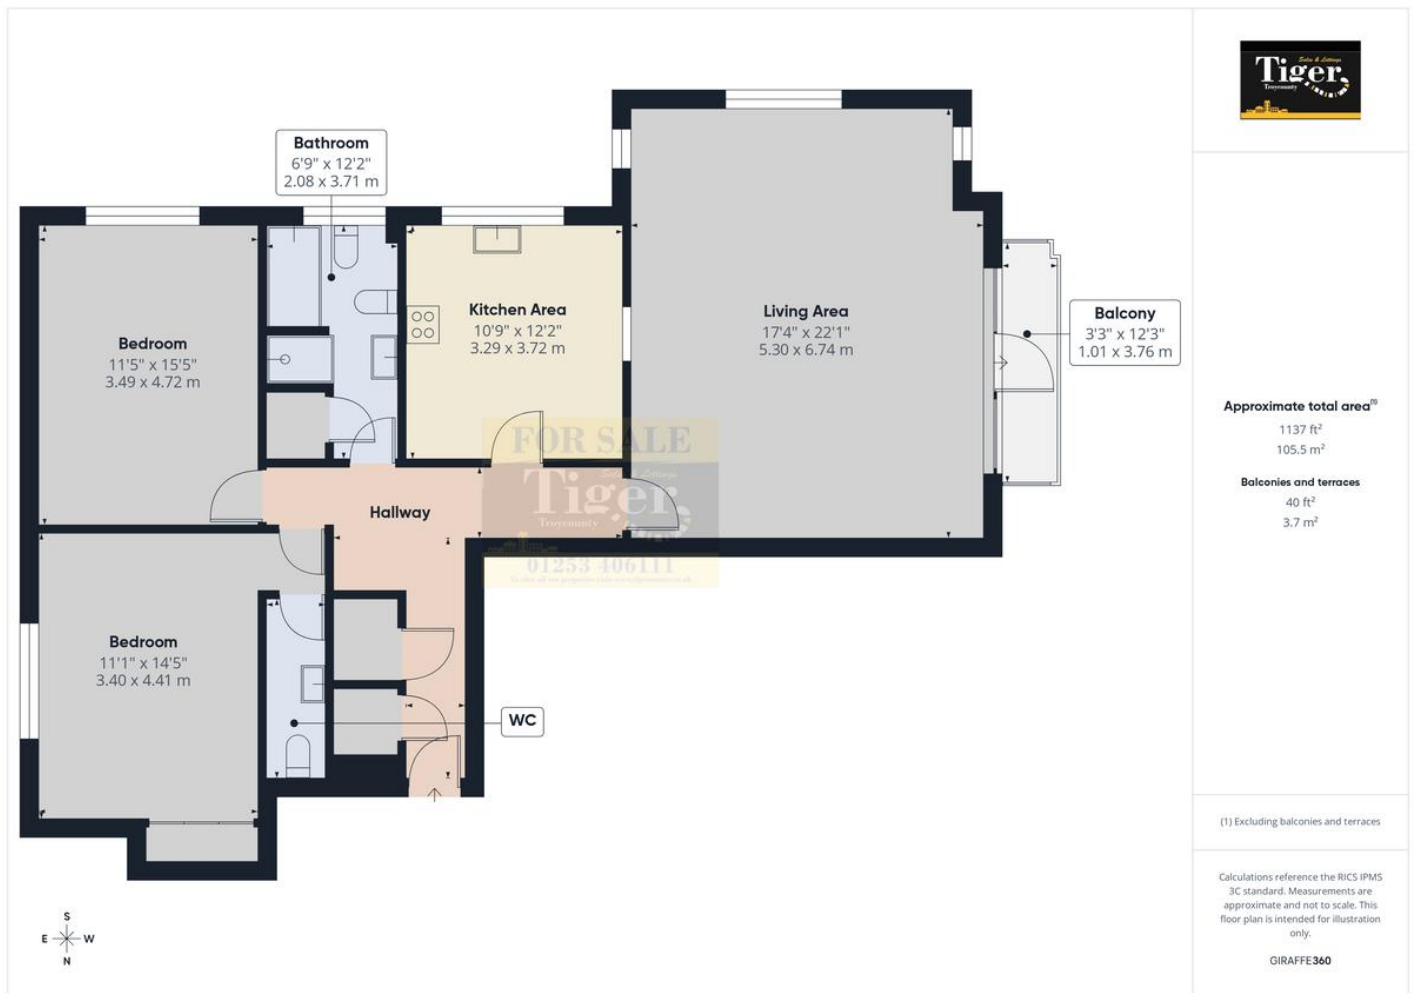 Sales & Lettings
Tiger
Troycounty
Bathroom
6'9" x 12'2"
2.08 x 3.71 m
Kitchen Area
10'9" x 12'2"
3.29 x 3.72 m
Living Area
17'4" x 22'1"
5.30 x 6.74 m
Balcony
3'3" x 12'3"
1.01 x 3.76 m
Bedroom
11'5" x 15'5"
3.49 x 4.72 m
Hallway
FOR SALE
Sales & Lettings
Tiger
Troycounty
01253 406111
Bedroom
11'1" x 14'5"
3.40 x 4.41 m
WC
S
E W
N
Approximate total area⁽¹⁾
1137 ft²
105.5 m²
Balconies and terraces
40 ft²
3.7 m²
(1) Excluding balconies and terraces
Calculations reference the RICS IPMS
3C standard. Measurements are
approximate and not to scale. This
floor plan is intended for illustration
only.
GIRAFFE360